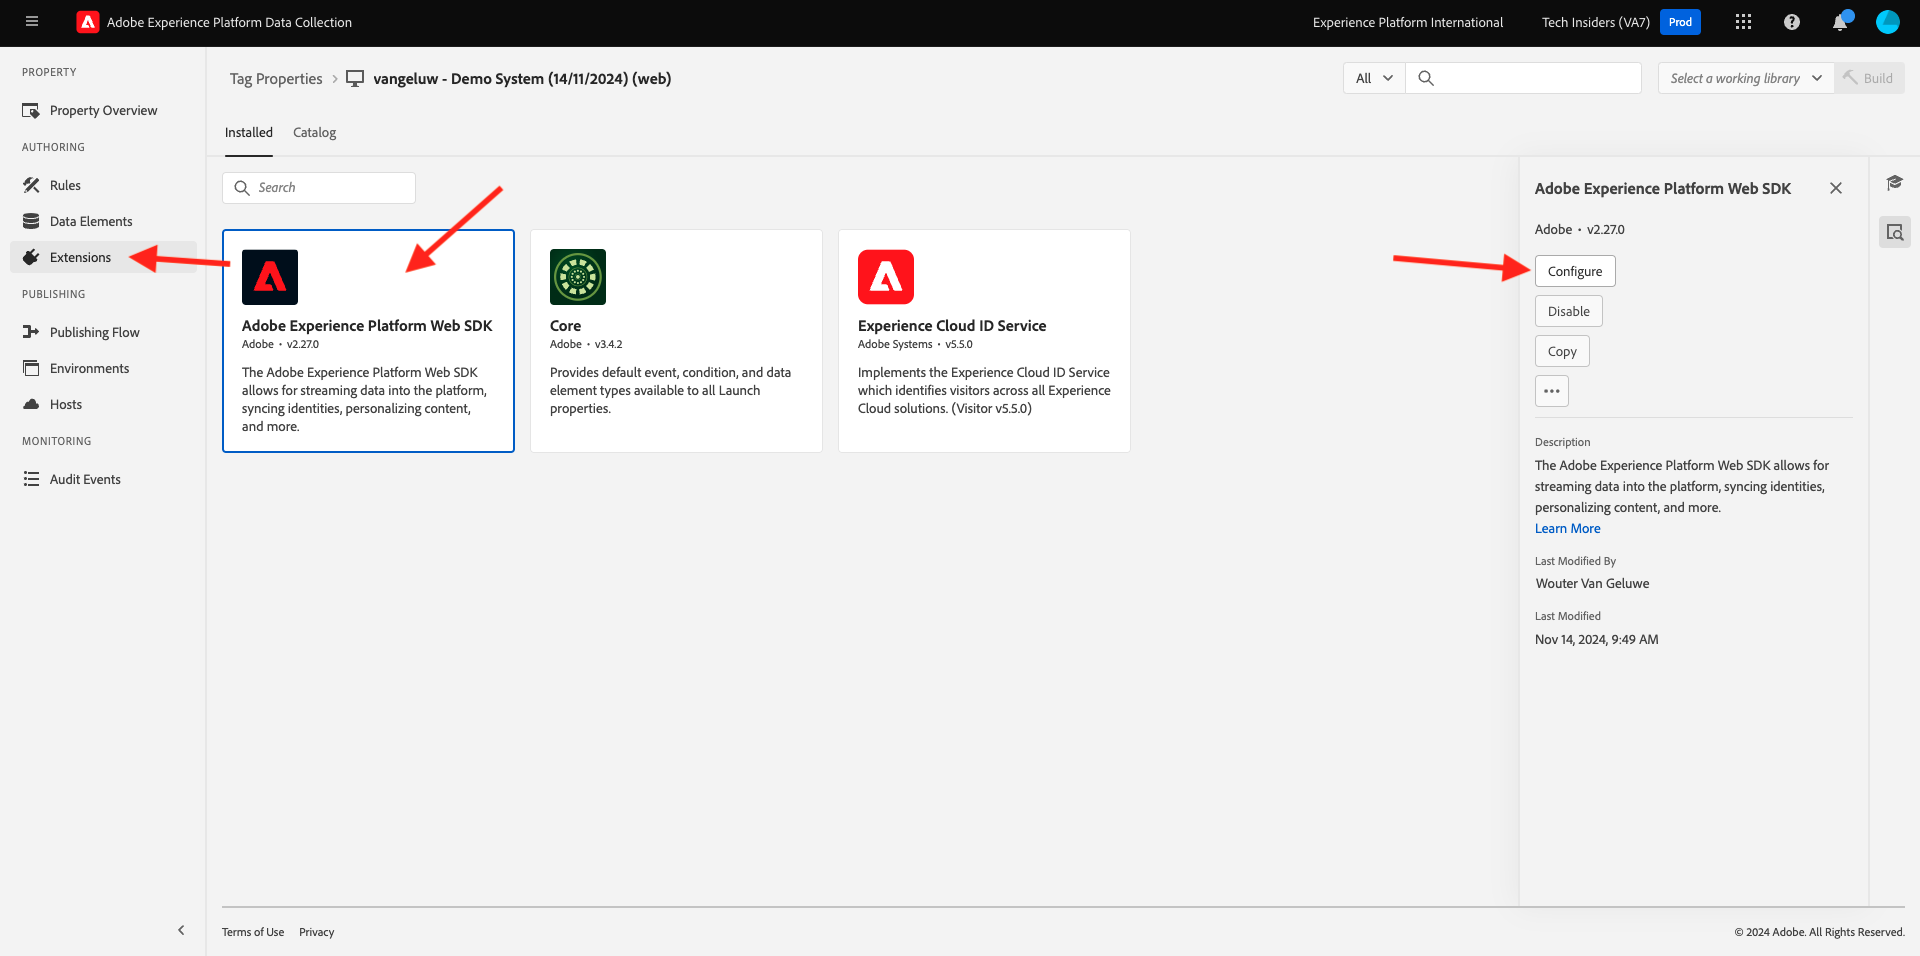 Adobe Experience Platform Data Collection
Experience Platform International
Tech Insiders (VA7)
Prod
PROPERTY
Property Overview
AUTHORING
Rules
Data Elements
Extensions
PUBLISHING
Publishing Flow
Environments
Hosts
MONITORING
Audit Events
Tag Properties
vangeluw - Demo System (14/11/2024) (web)
All
Select a working library
Build
Installed
Catalog
Search
Adobe Experience Platform Web SDK
Adobe • v2.27.0
The Adobe Experience Platform Web SDK
allows for streaming data into the platform,
syncing identities, personalizing content,
and more.
Core
Adobe • v3.4.2
Provides default event, condition, and data
element types available to all Launch
properties.
Experience Cloud ID Service
Adobe Systems • v5.5.0
Implements the Experience Cloud ID Service
which identifies visitors across all Experience
Cloud solutions. (Visitor v5.5.0)
Adobe Experience Platform Web SDK
Adobe • v2.27.0
Configure
Disable
Copy
Description
The Adobe Experience Platform Web SDK allows for
streaming data into the platform, syncing identities,
personalizing content, and more.
Learn More
Last Modified By
Wouter Van Geluwe
Last Modified
Nov 14, 2024, 9:49 AM
Terms of Use
Privacy
© 2024 Adobe. All Rights Reserved.